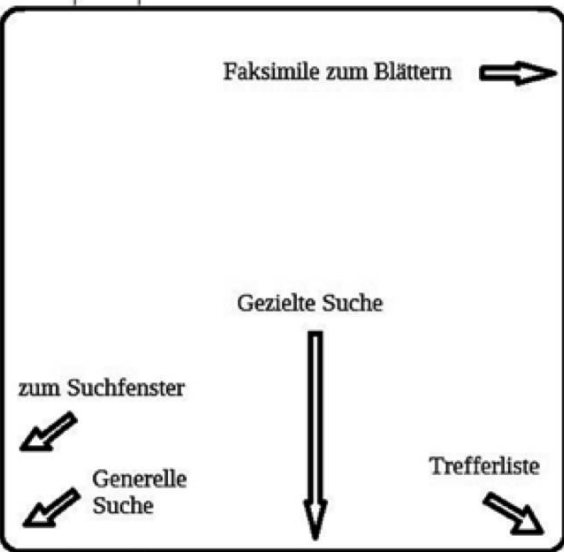 Faksimile zum Blättern
Gezielte Suche
zum Suchfenster
Generelle
Suche
Trefferliste